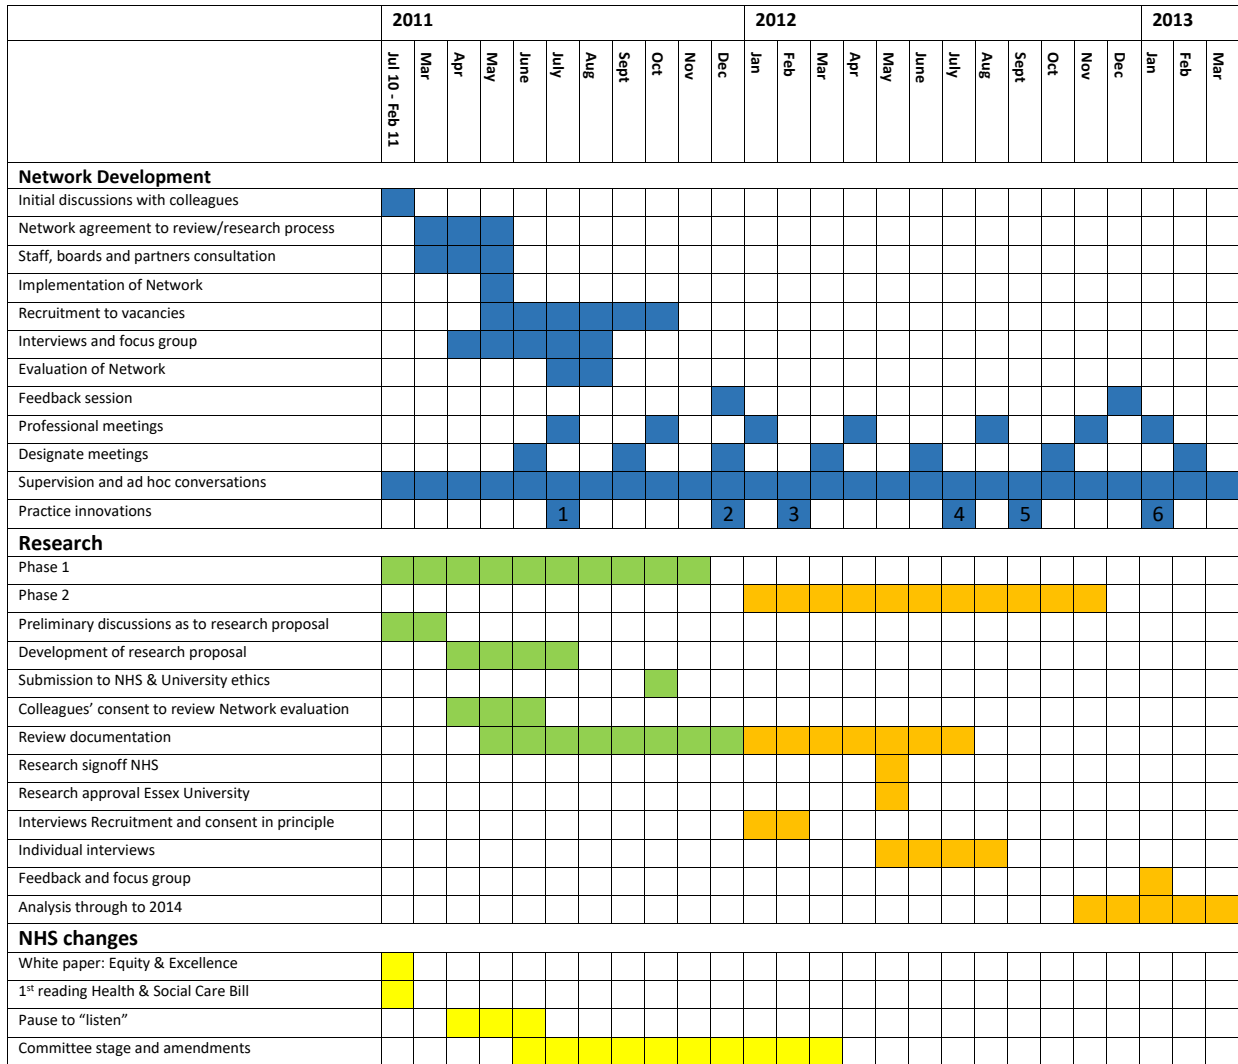 2011 2012 2013
Jul 10 - Feb 11 Mar Apr May June July Aug Sept Oct Nov Dec Jan Feb Mar Apr May June July Aug Sept Oct Nov Dec Jan Feb Mar
Network Development
Initial discussions with colleagues
Network agreement to review/research process
Staff, boards and partners consultation
Implementation of Network
Recruitment to vacancies
Interviews and focus group
Evaluation of Network
Feedback session
Professional meetings
Designate meetings
Supervision and ad hoc conversations
Practice innovations 1 2 3 4 5 6
Research
Phase 1
Phase 2
Preliminary discussions as to research proposal
Development of research proposal
Submission to NHS & University ethics
Colleagues’ consent to review Network evaluation
Review documentation
Research signoff NHS
Research approval Essex University
Interviews Recruitment and consent in principle
Individual interviews
Feedback and focus group
Analysis through to 2014
NHS changes
White paper: Equity & Excellence
1st reading Health & Social Care Bill
Pause to “listen”
Committee stage and amendments